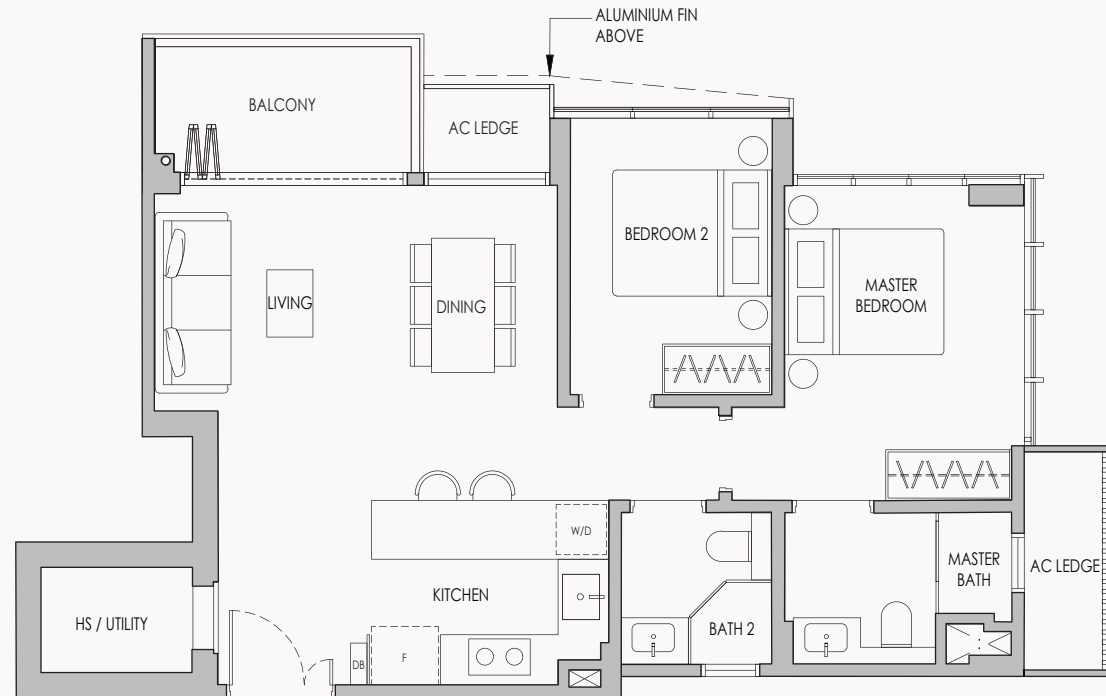 ALUMINIUM FIN
ABOVE
BALCONY
AC LEDGE
BEDROOM 2
MASTER
BEDROOM
LIVING
DINING
W/D
KITCHEN
MASTER
BATH
AC LEDGE
HS / UTILITY
BATH 2
DB
F